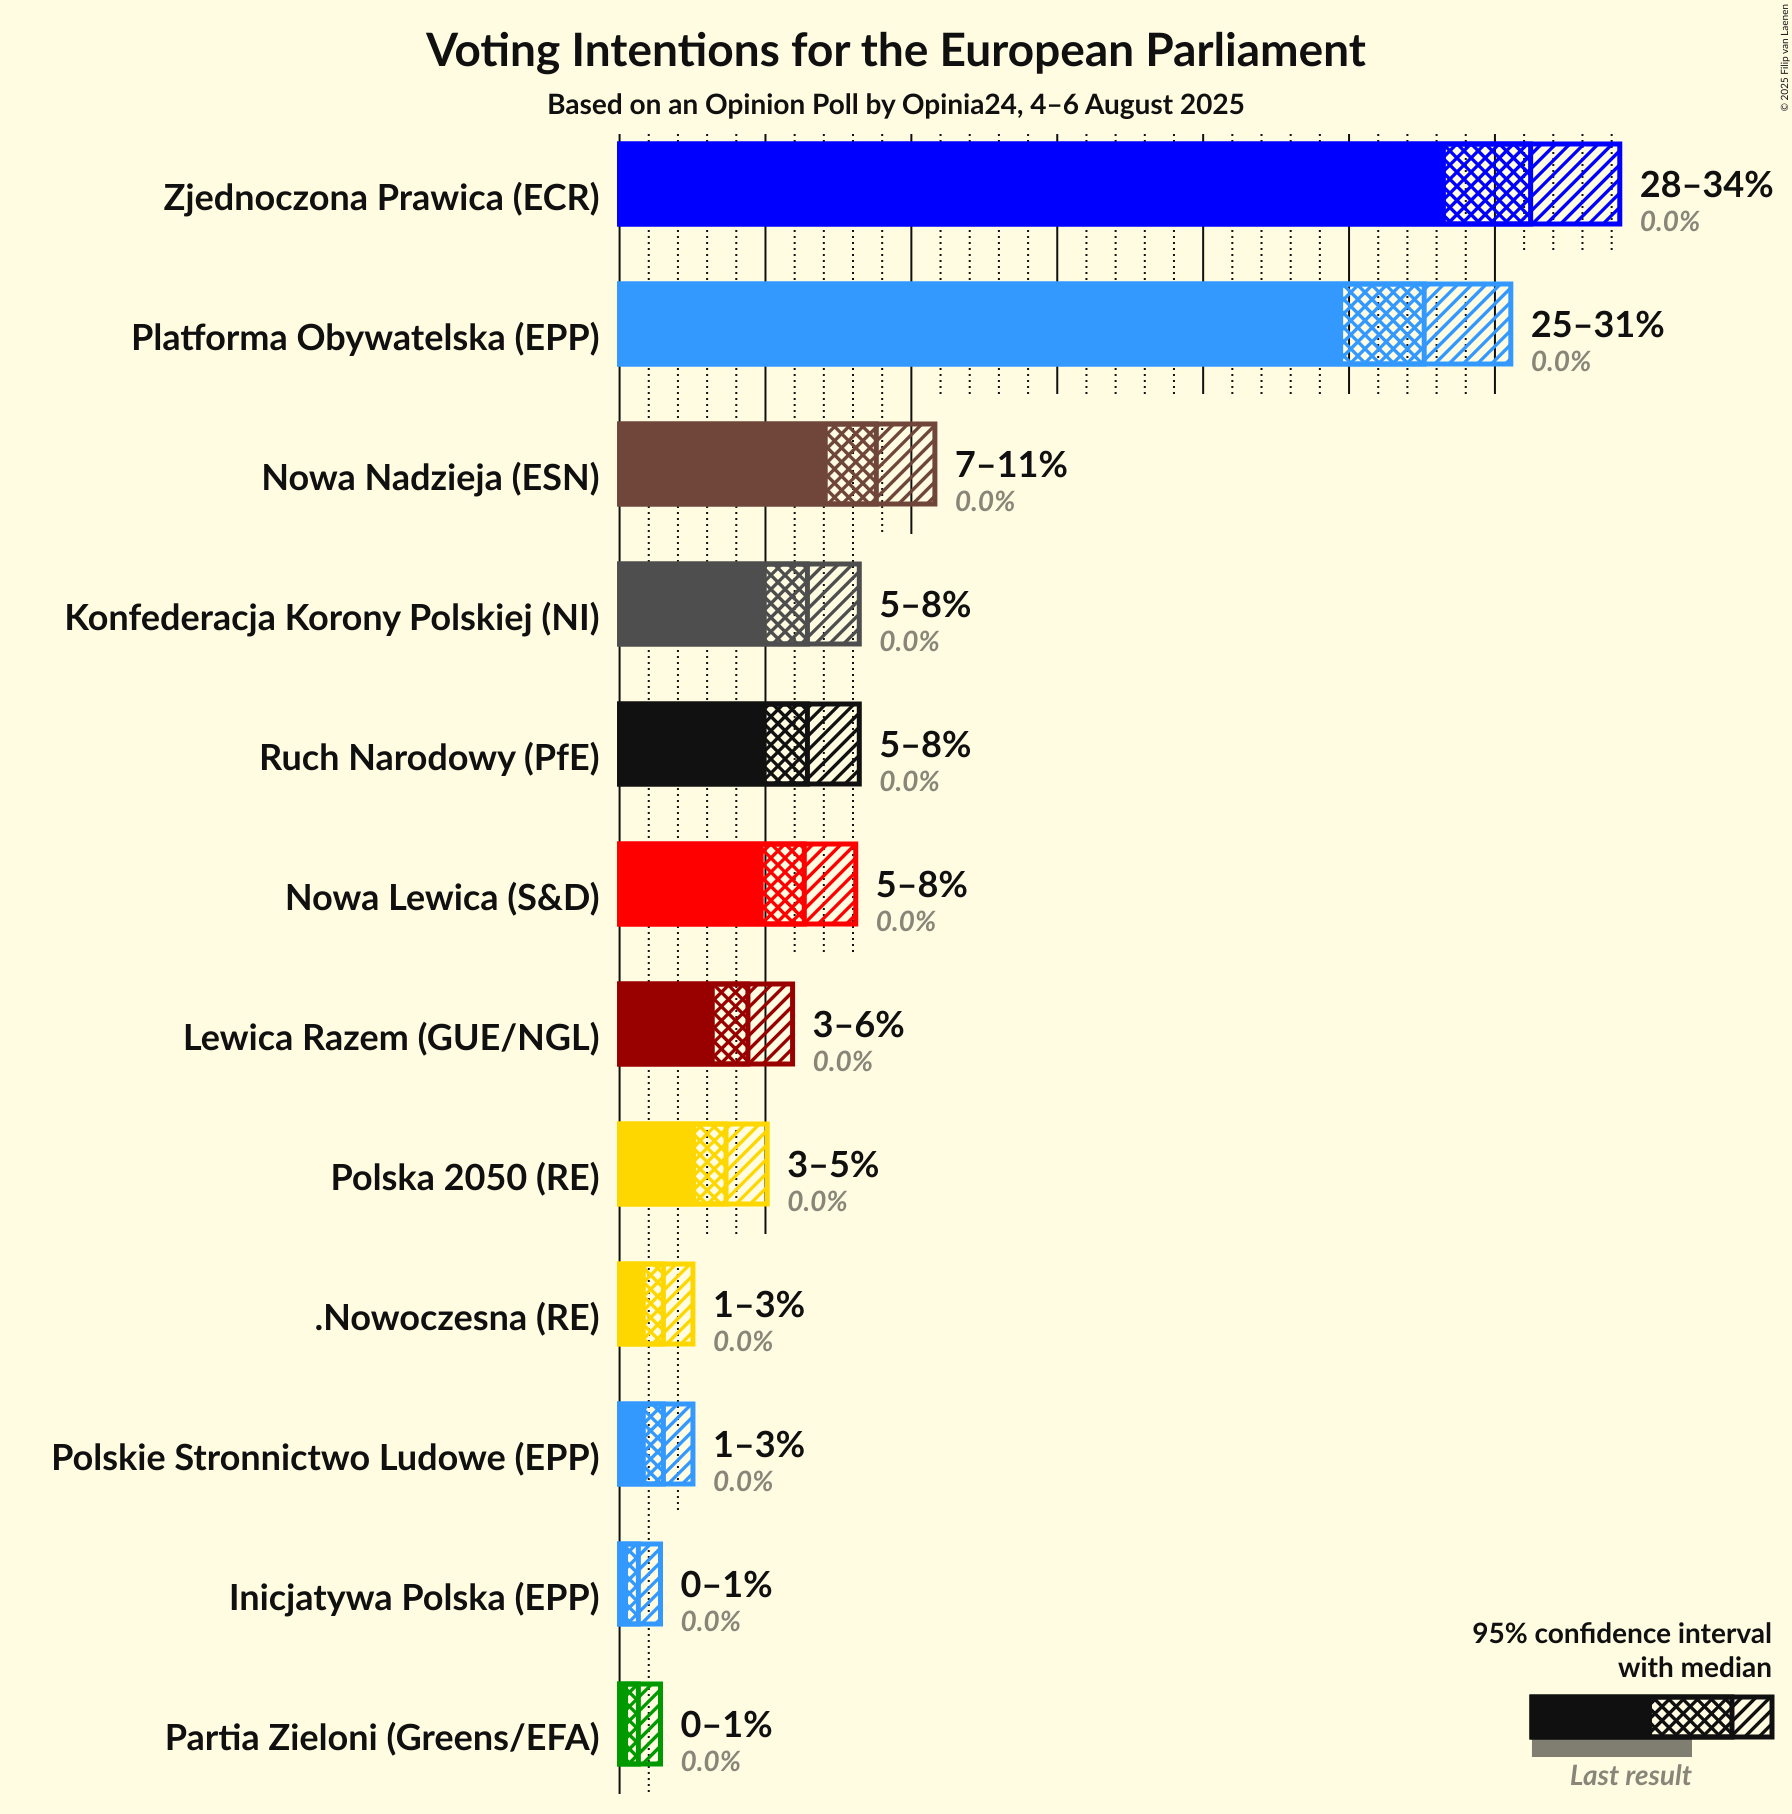 Voting Intentions for the European Parliament
Based on an Opinion Poll by Opinia24, 4–6 August 2025
© 2025 Filip van Laenen
Zjednoczona Prawica (ECR)
28–34%
0.0%
Platforma Obywatelska (EPP)
25–31%
0.0%
Nowa Nadzieja (ESN)
7–11%
0.0%
Konfederacja Korony Polskiej (NI)
5–8%
0.0%
Ruch Narodowy (PfE)
5–8%
0.0%
Nowa Lewica (S&D)
5–8%
0.0%
Lewica Razem (GUE/NGL)
3–6%
0.0%
Polska 2050 (RE)
3–5%
0.0%
.Nowoczesna (RE)
1–3%
0.0%
Polskie Stronnictwo Ludowe (EPP)
1–3%
0.0%
Inicjatywa Polska (EPP)
0–1%
0.0%
Partia Zieloni (Greens/EFA)
0–1%
0.0%
95% confidence interval
with median
Last result